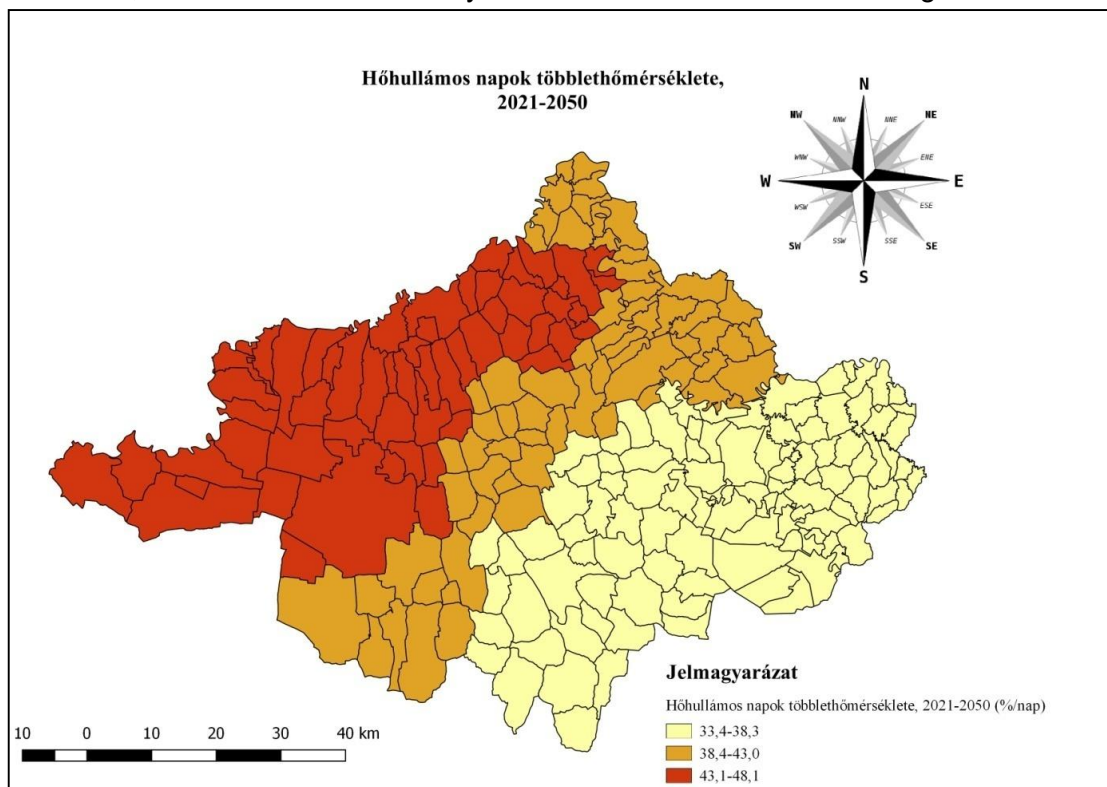 Hőhullámos napok többlethőmérséklete,
2021-2050
N
NNW
NNE
NW
NE
WNW
ENE
W
E
WSW
ESE
SW
SE
SSW
SSE
S
Jelmagyarázat
Hőhullámos napok többlethőmérséklete, 2021-2050 (%/nap)
33,4-38,3
38,4-43,0
43,1-48,1
10 0 10 20 30 40 km